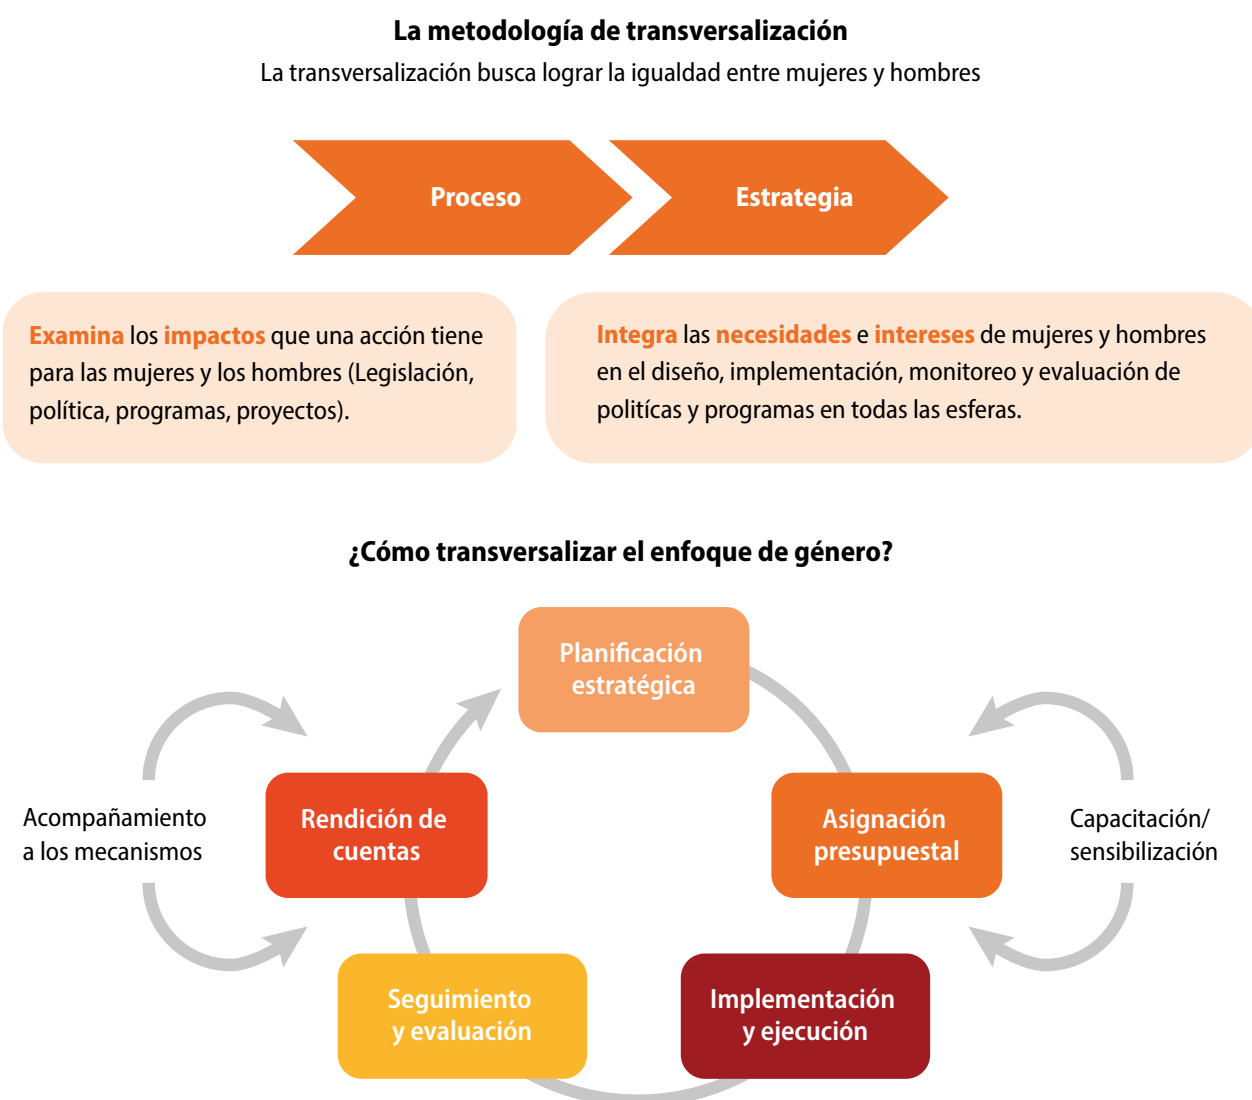 La metodología de transversalización
La transversalización busca lograr la igualdad entre mujeres y hombres
Proceso
Estrategia
Examina los impactos que una acción tiene
para las mujeres y los hombres (Legislación,
política, programas, proyectos).
Integra las necesidades e intereses de mujeres y hombres
en el diseño, implementación, monitoreo y evaluación de
politícas y programas en todas las esferas.
¿Cómo transversalizar el enfoque de género?
Planificación
estratégica
Acompañamiento
a los mecanismos
Rendición de
cuentas
Asignación
presupuestal
Capacitación/
sensibilización
Seguimiento
y evaluación
Implementación
y ejecución